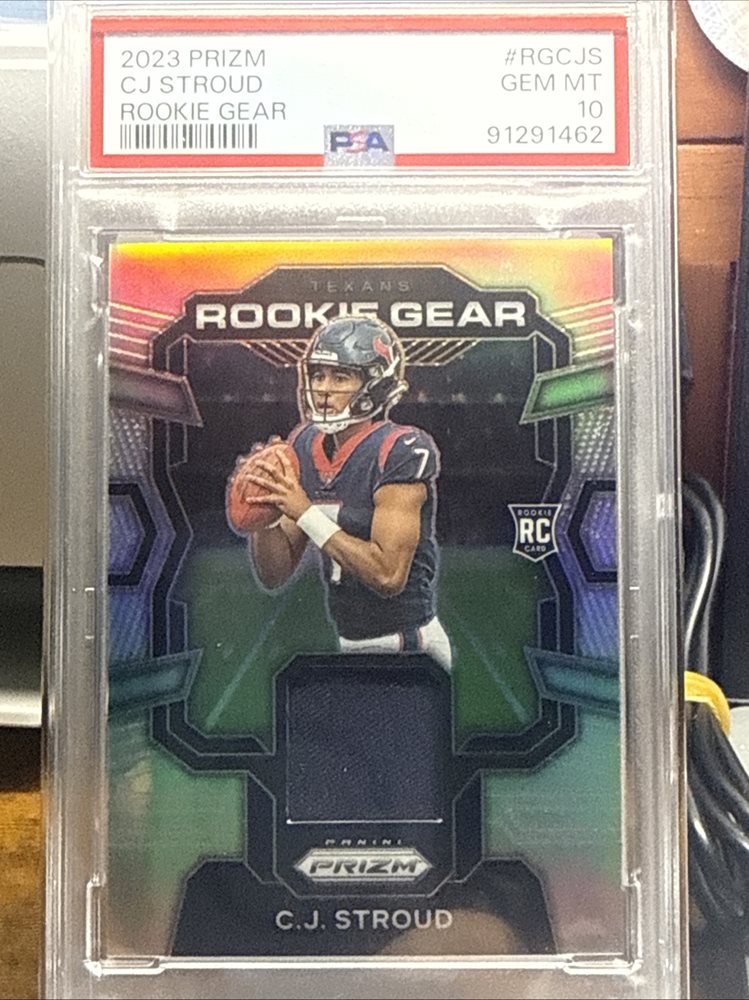 2023 PRIZM #RGCJS
CJ STROUD GEM MT
ROOKIE GEAR 10
PSA 91291462
TEXANS
ROOKIE GEAR
7
7
ROOKIE
RC
CARD
PANINI
PRIZM
C.J. STROUD